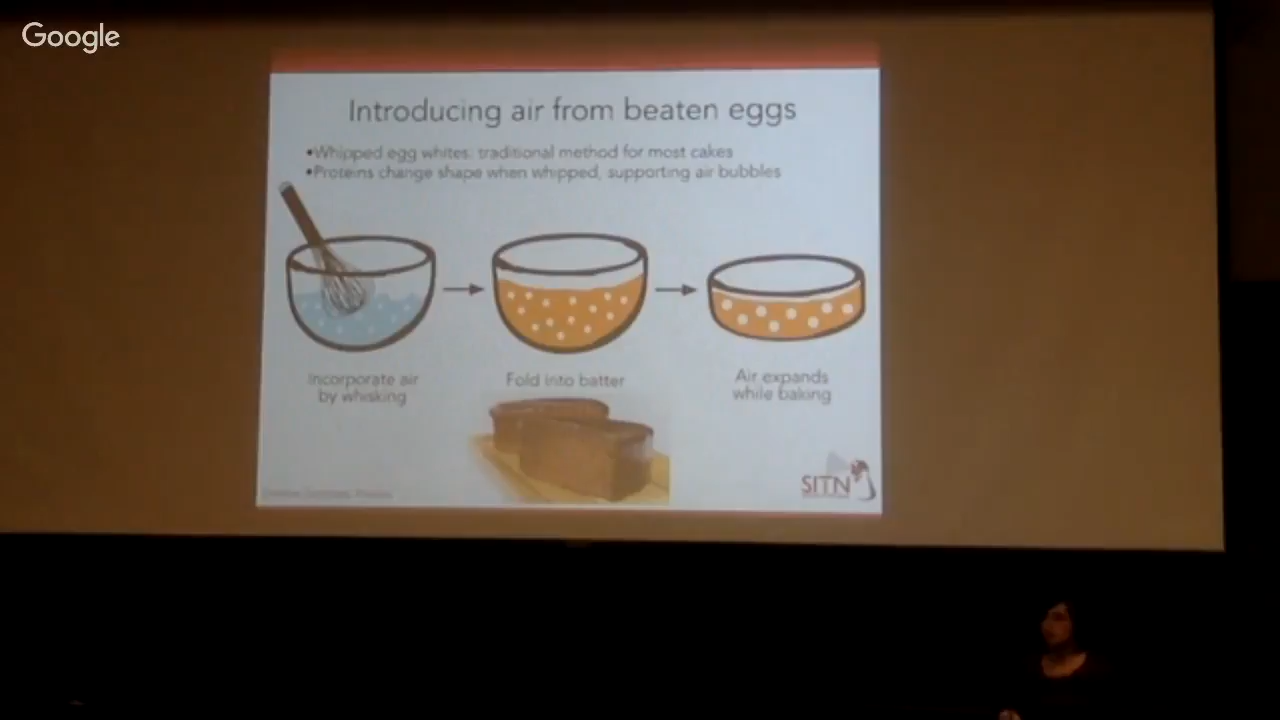 Google
Introducing air from beaten eggs
•Whipped egg whites: traditional method for most cakes
•Proteins change shape when whipped, supporting air bubbles
Incorporate air
by whisking
Fold into batter
Air expands
while baking
SITN